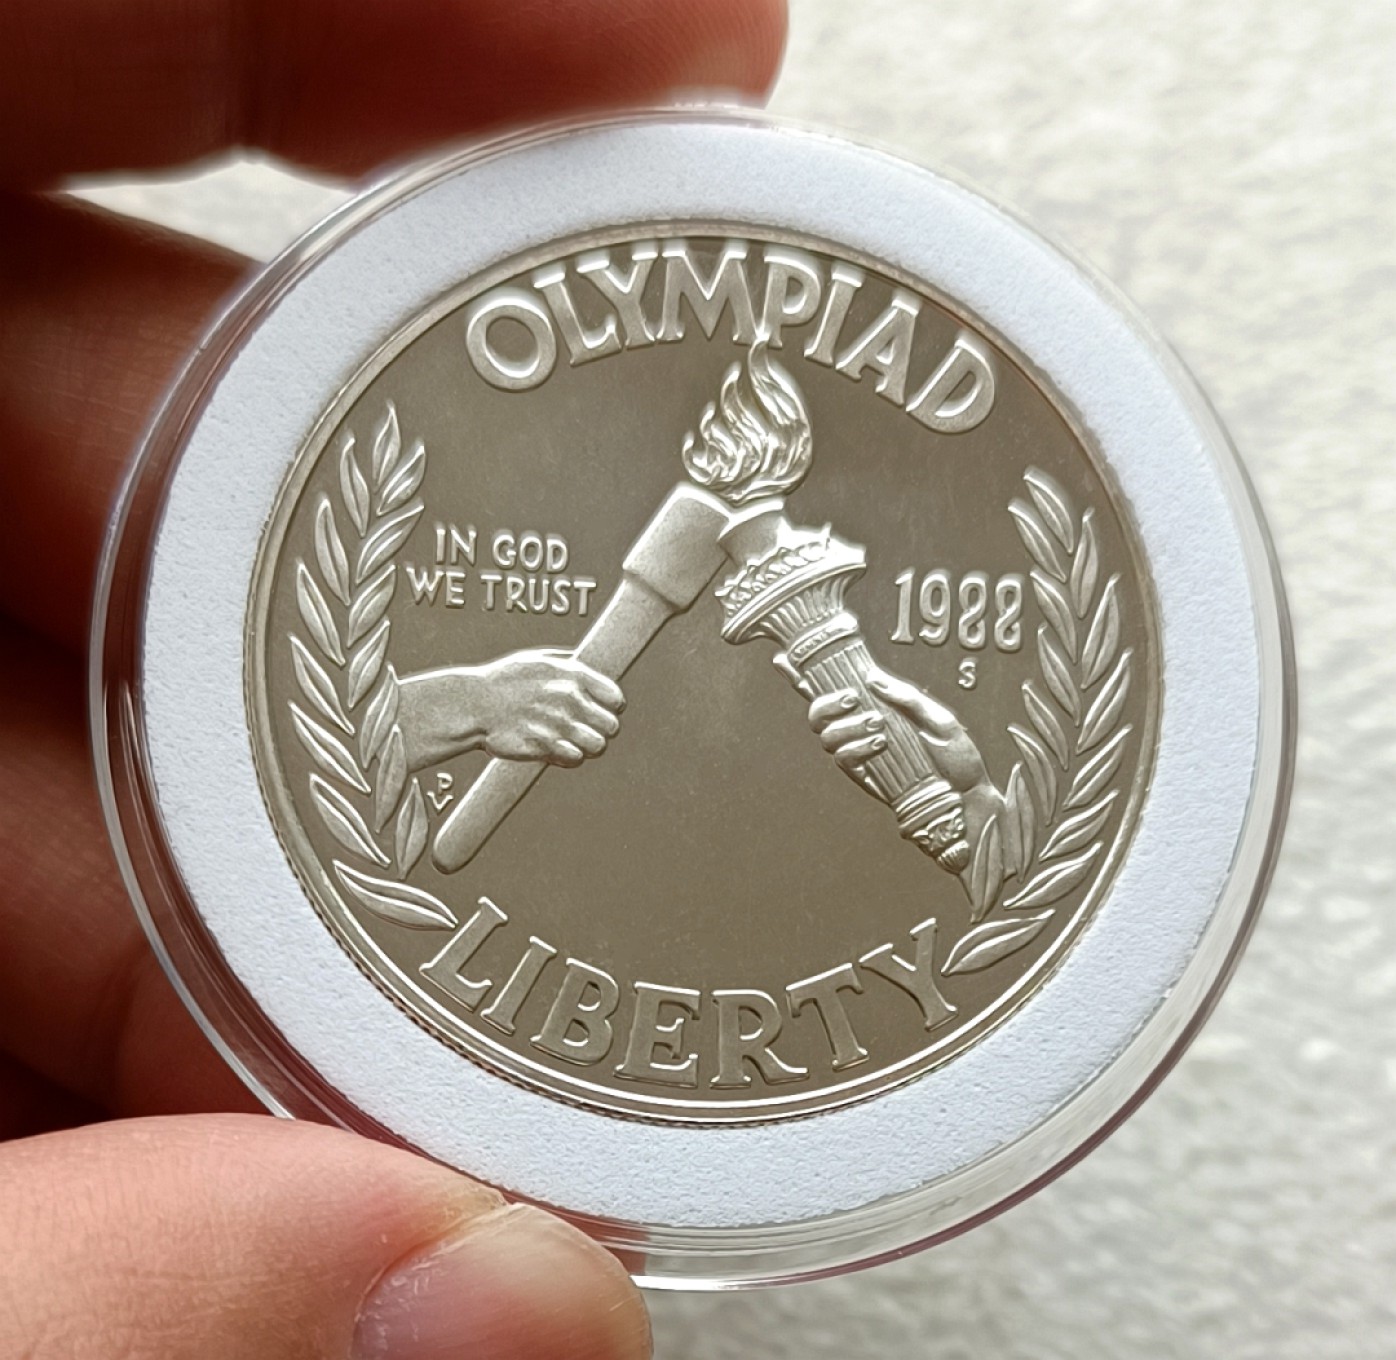 OLYMPIAD
IN GOD
WE TRUST
1988
S
LIBERTY